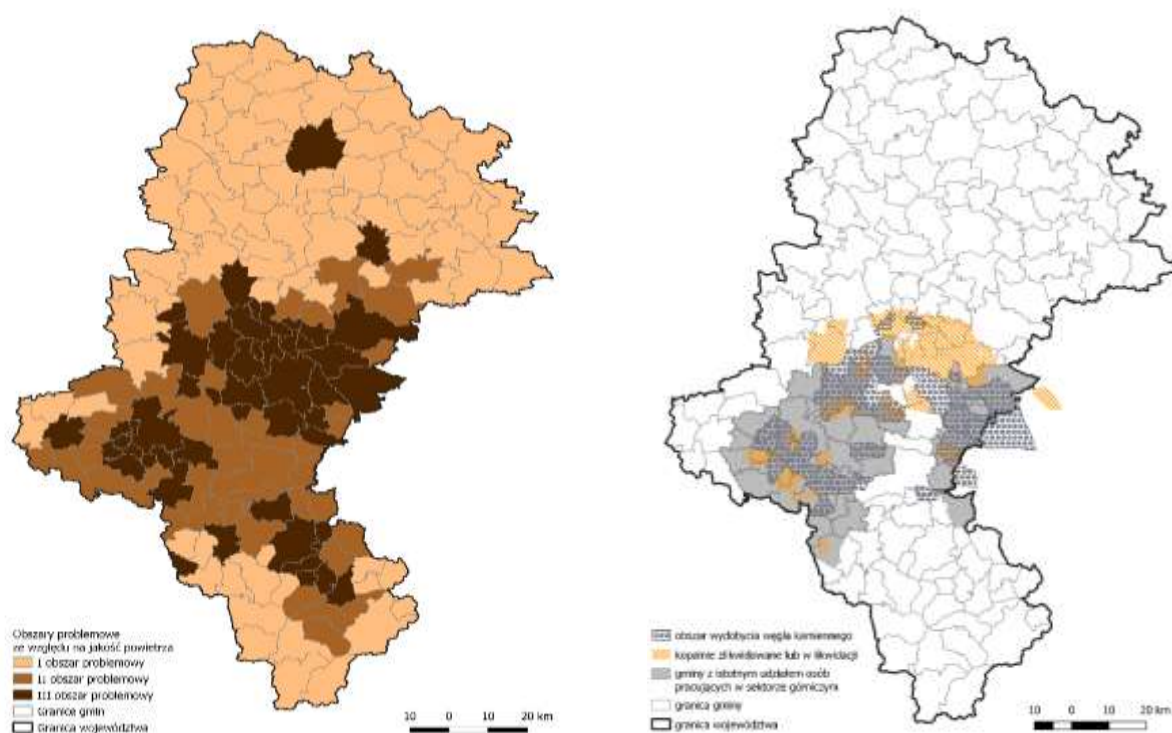 Obszary problemowe
ze względu na jakość powietrza
I obszar problemowy
II obszar problemowy
III obszar problemowy
Granice gmin
Granica województwa
10 0 10 20 km
obszar wydobycia węgla kamiennego
kopalnie zlikwidowane lub w likwidacji
gminy z istotnym udziałem osób
pracujących w sektorze górniczym
granica gminy
granica województwa
10 0 10 20 km